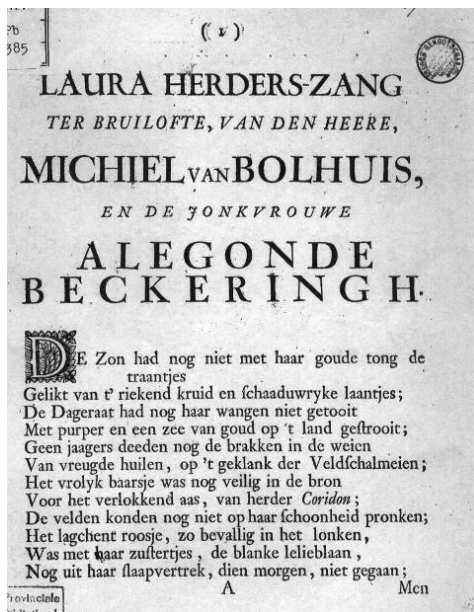 Pb
385
(1)
LAURA HERDERS-ZANG
TER BRUILOFTE, VAN DEN HEERE,
MICHIEL VAN BOLHUIS,
EN DE JONKVROUWE
ALEGONDE
BECKERINGH.
DE Zon had nog niet met haar goude tong de
traantjes
Gelikt van t' riekend kruid en ſchaaduwryke laantjes;
De Dageraat had nog haar wangen niet getooit
Met purper en een zee van goud op 't land geſtrooit;
Geen jaagers deeden nog de brakken in de weien
Van vreugde huilen, op 't geklank der Veldſchalmeien;
Het vrolyk baarsje was nog veilig in de bron
Voor het verlokkend aas, van herder Coridon;
De velden konden nog niet op haar ſchoonheid pronken;
Het lagchent roosje, zo bevallig in het lonken,
Was met haar zuſtertjes, de blanke lelieblaan,
Nog uit haar ſlaapvertrek, dien morgen, niet gegaan;
A Men
Provinciale